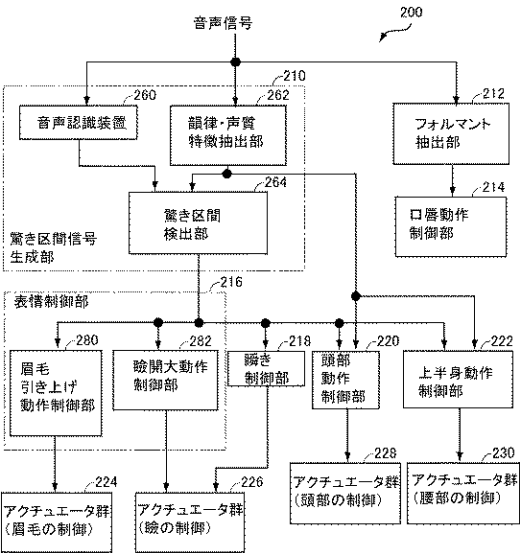 音声信号
200
210
260
262
212
音声認識装置
韻律・声質
特徴抽出部
フォルマント
抽出部
264
214
驚き区間
検出部
口唇動作
制御部
驚き区間信号
生成部
216
表情制御部
280
282
218
220
222
眉毛
引き上げ
動作制御部
瞼開大動作
制御部
瞬き
制御部
頭部
動作
制御部
上半身動作
制御部
224
226
228
230
アクチュエータ群
(眉毛の制御)
アクチュエータ群
(瞼の制御)
アクチュエータ群
(頭部の制御)
アクチュエータ群
(腰部の制御)